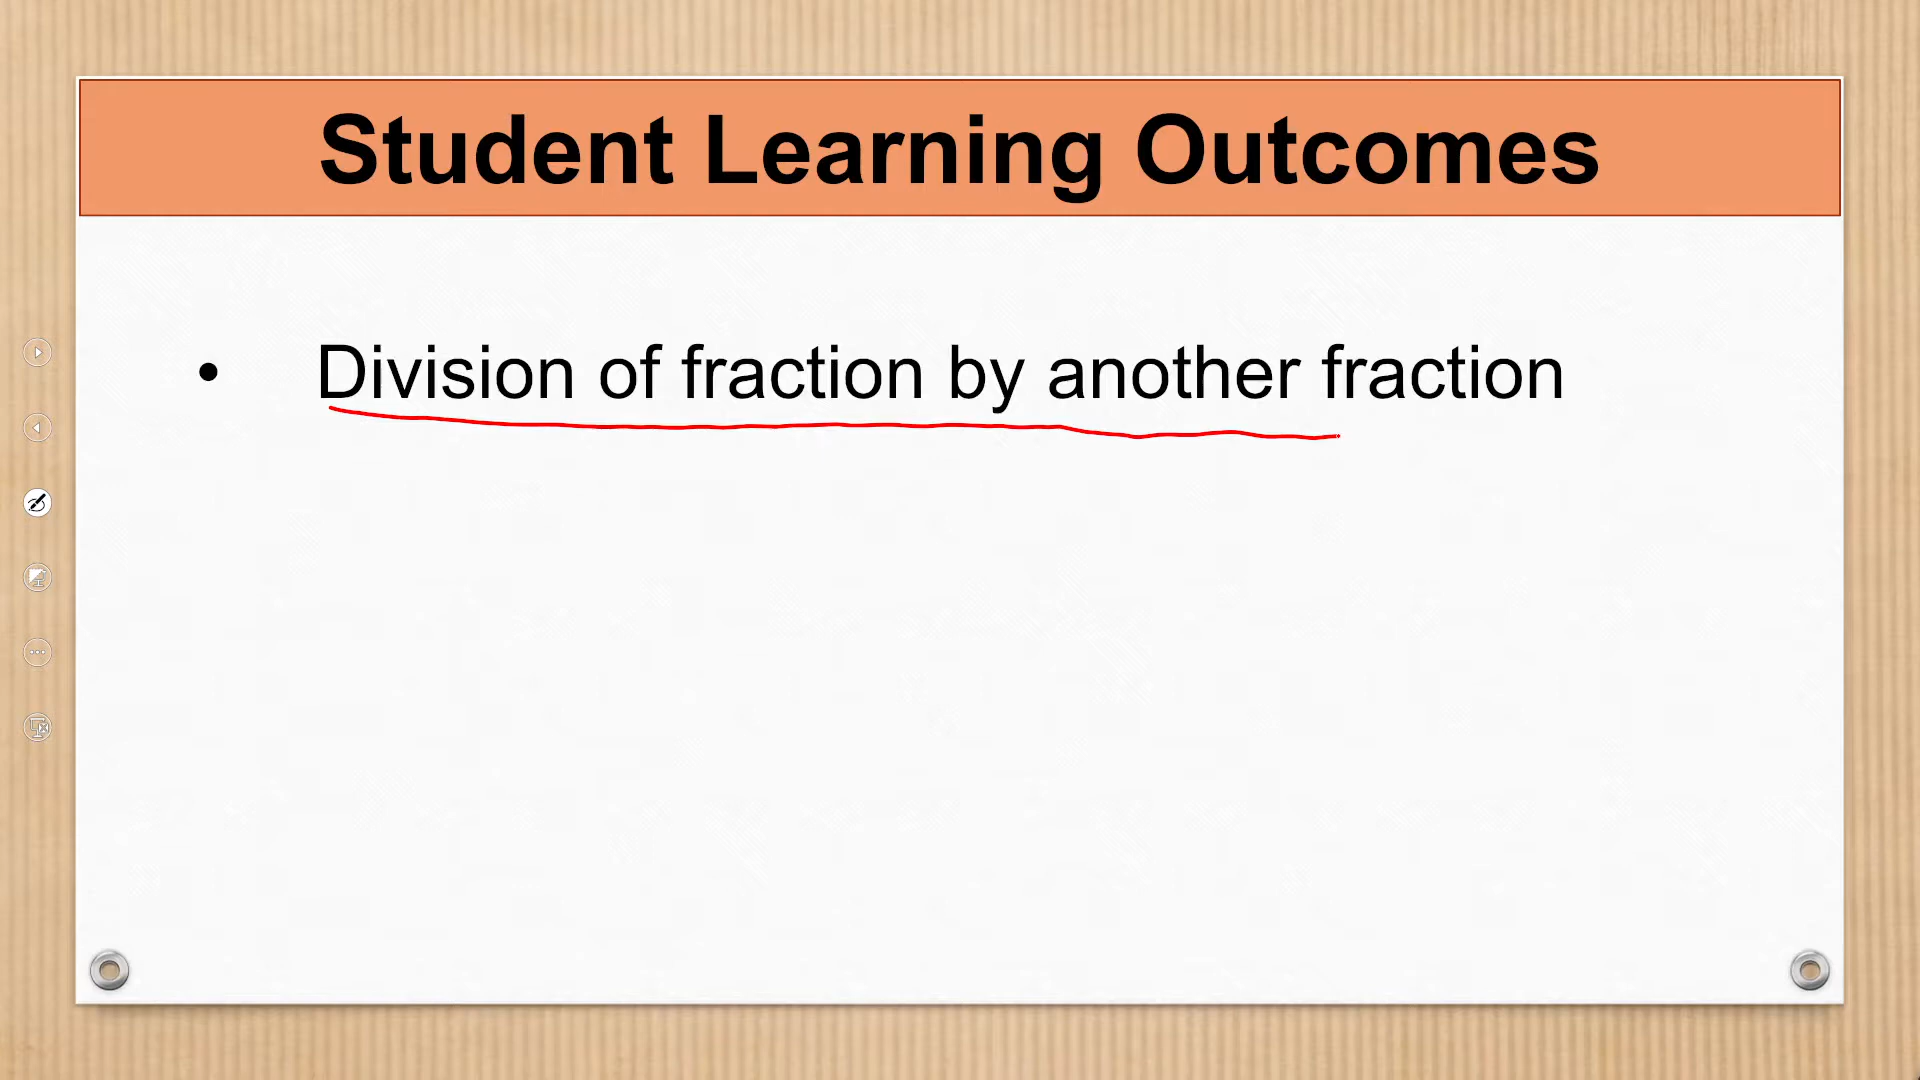 Student Learning Outcomes
• Division of fraction by another fraction